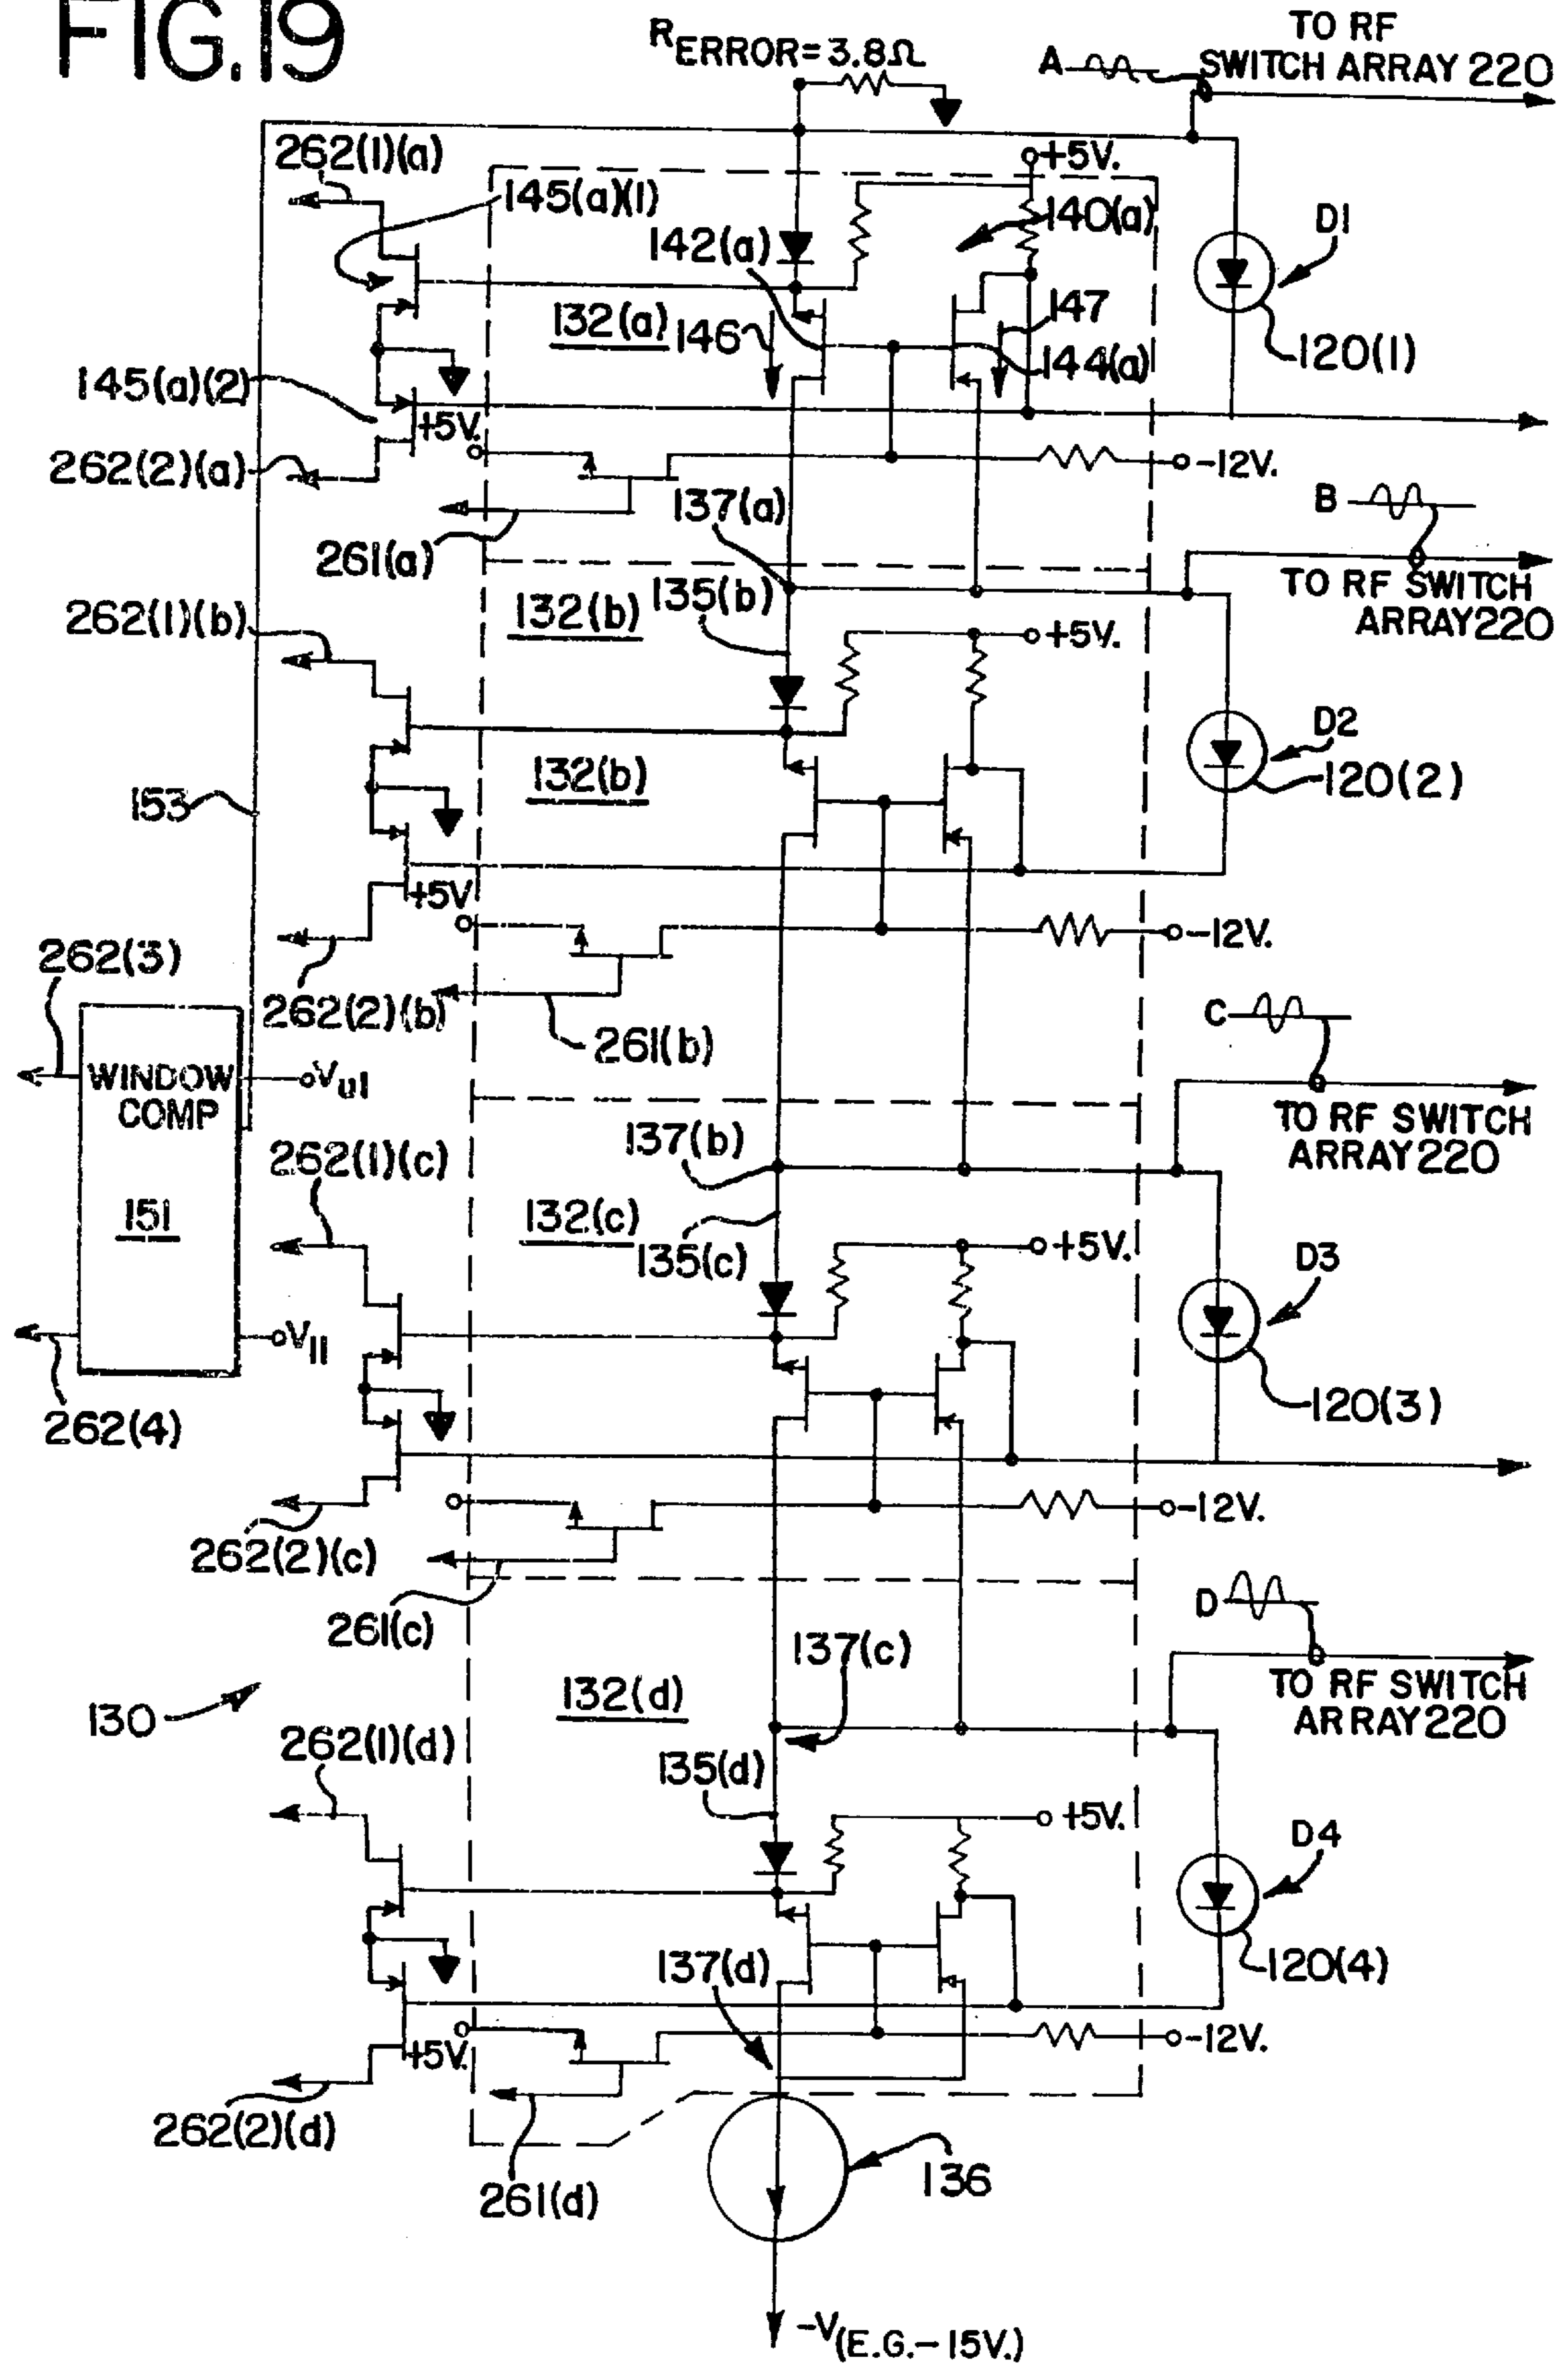 FIG.19
R ERROR=3.8Ω
TO RF
A SWITCH ARRAY 220
262(1)(a)
+5V.
145(a)(1)
140(a)
D1
142(a)
132(a)
146
147
144(a)
120(1)
145(a)(2)
+5V.
262(2)(a)
-12V.
137(a)
B
261(a)
TO RF SWITCH
ARRAY220
262(1)(b)
132(b)
135(b)
+5V.
D2
132(b)
120(2)
153
+5V
-12V.
262(3)
262(2)(b)
261(b)
C
WINDOW
COMP
Vul
TO RF SWITCH
ARRAY220
137(b)
262(1)(c)
151
132(c)
135(c)
+5V.
D3
Vll
262(4)
120(3)
-12V.
262(2)(c)
261(c)
D
137(c)
TO RF SWITCH
ARRAY220
130
132(d)
262(1)(d)
135(d)
+5V.
D4
137(d)
120(4)
+5V.
-12V.
262(2)(d)
261(d)
136
-V(E.G.-15V.)